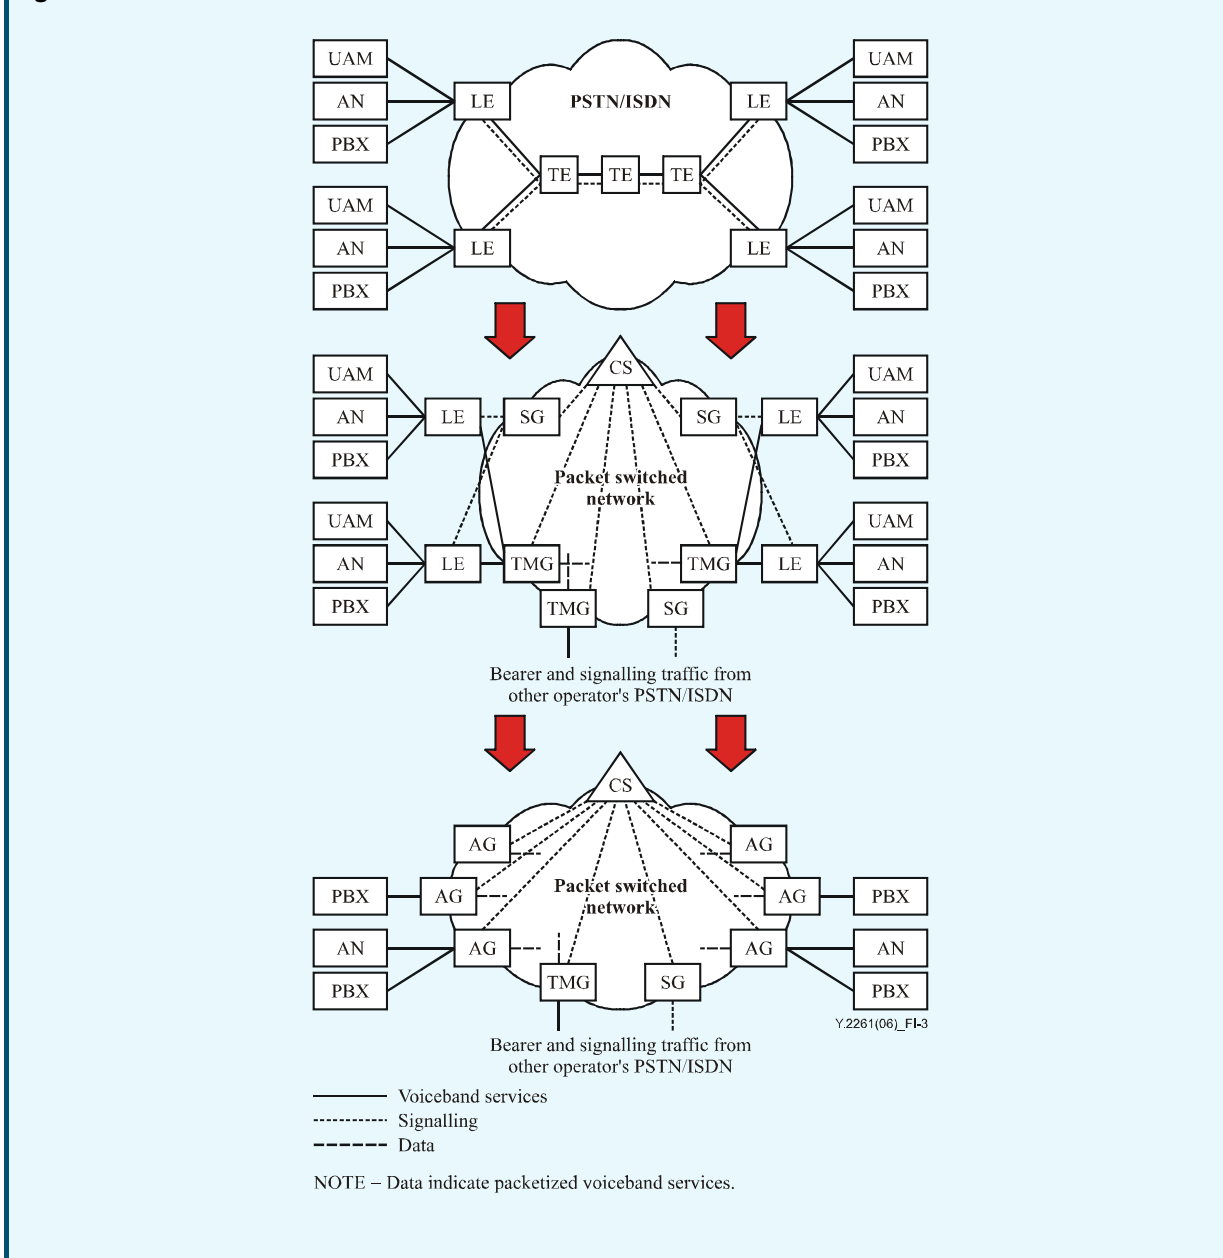 UAM UAM
LE PSTN/ISDN LE
AN AN
PBX PBX
TE TE TE
UAM UAM
AN LE LE AN
PBX PBX
CS
UAM UAM
AN LE SG SG LE AN
PBX PBX
Packet switched
network
UAM UAM
AN LE TMG TMG LE AN
PBX TMG SG PBX
Bearer and signalling traffic from
other operator's PSTN/ISDN
CS
AG AG
PBX AG Packet switched AG PBX
network
AN AG AG AN
PBX TMG SG PBX
Y.2261(06)_FI-3
Bearer and signalling traffic from
other operator's PSTN/ISDN
Voiceband services
Signalling
Data
NOTE – Data indicate packetized voiceband services.